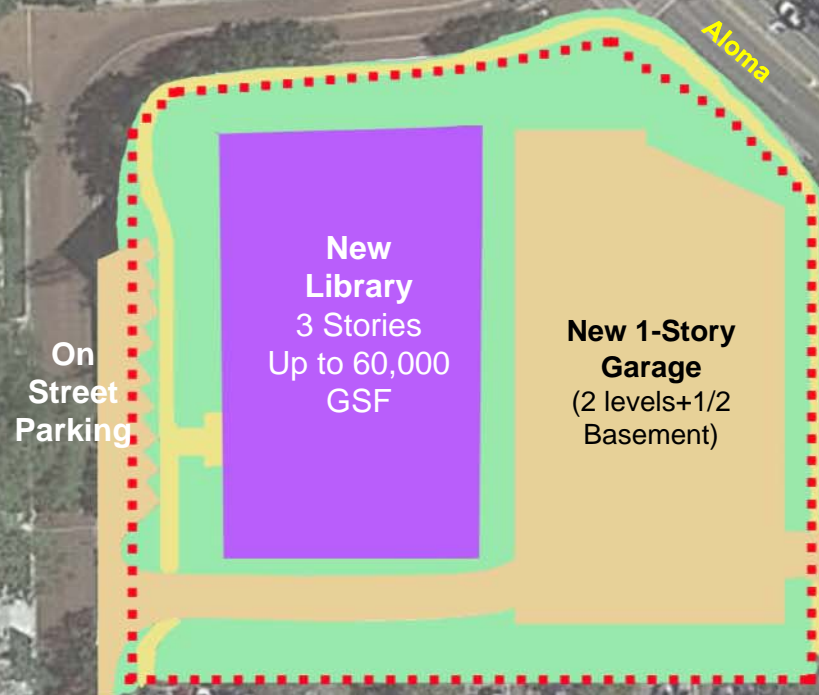 Aloma
New
Library
3 Stories
Up to 60,000
GSF
New 1-Story
Garage
(2 levels+1/2
Basement)
On
Street
Parking